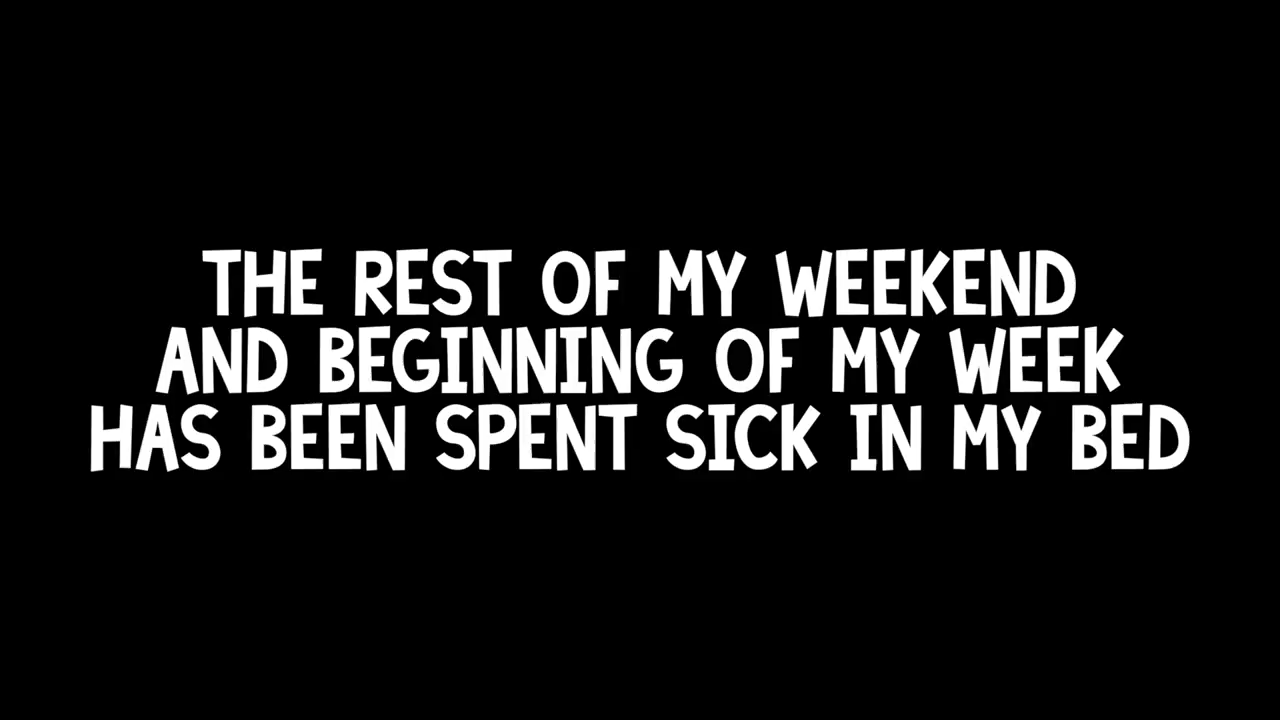 THE REST OF MY WEEKEND
AND BEGINNING OF MY WEEK
HAS BEEN SPENT SICK IN MY BED